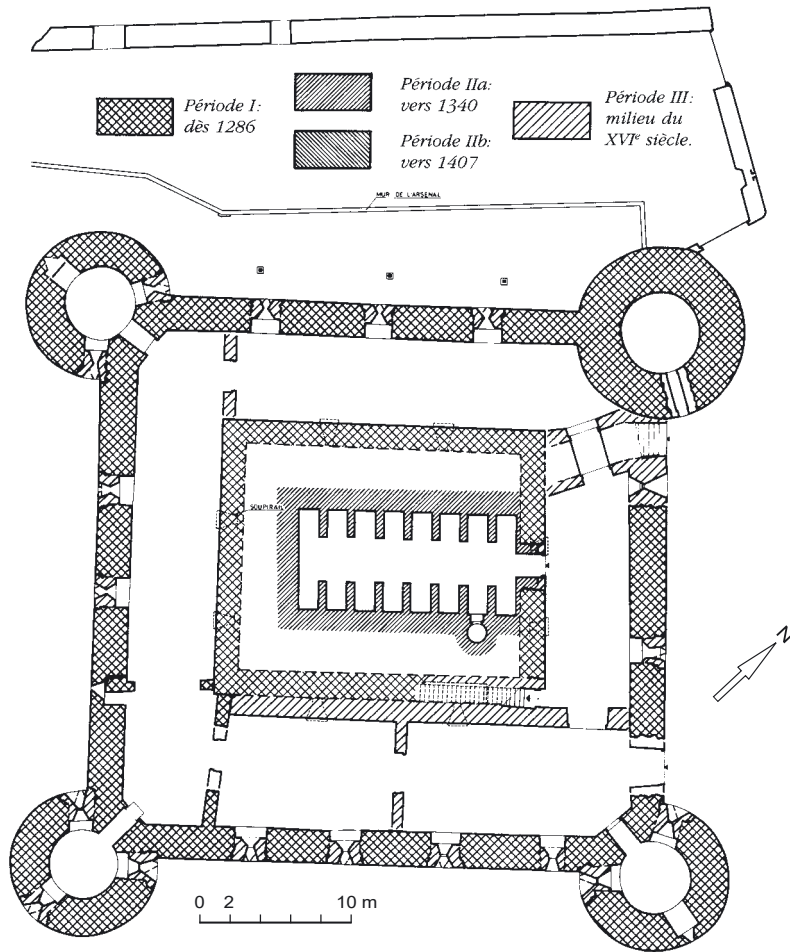 Période I:
dès 1286
Période IIa:
vers 1340
Période IIb:
vers 1407
Période III:
milieu du
XVIe siècle.
MUR DE L'ARSENAL
SOUPIRAIL
N
0 2 10 m